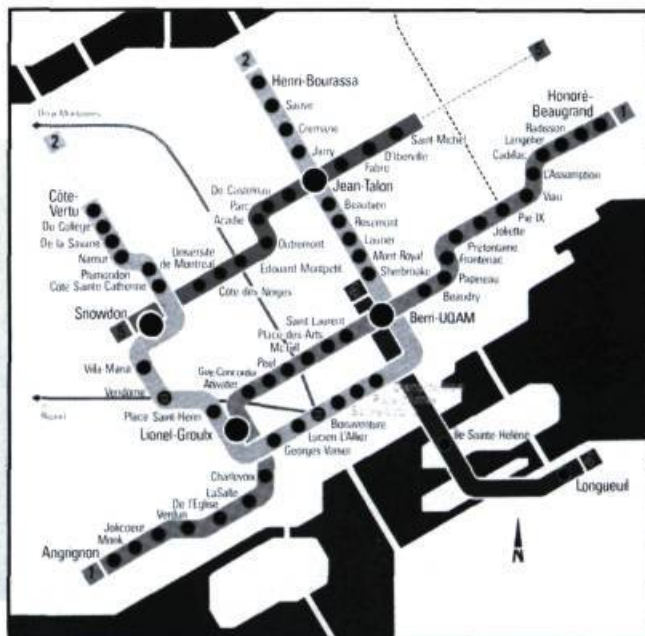 2
Henri-Bourassa
Sauvé
Crémazie
Jarry
5
Honoré-
Beaugrand
1
Radisson
Langelier
Cadillac
L'Assomption
Viau
Pie IX
Joliette
Préfontaine
Frontenac
Papineau
Beaudry
Saint Michel
D'Iberville
Fabre
Jean-Talon
De Castelnau
Parc
Acadie
Outremont
Edouard Montpetit
Université
de Montréal
Côte des Neiges
Beaubien
Rosemont
Laurier
Mont Royal
Sherbrooke
Berri-UQAM
Saint Laurent
Place-des-Arts
McGill
Peel
Guy-Concordia
Atwater
2
Côte-
Vertu
Du Collège
De la Savane
Namur
Plamondon
Côte Sainte Catherine
Snowdon
Villa Maria
Vendôme
Place Saint Henri
Lionel-Groulx
Bonaventure
Lucien L'Allier
Georges Vanier
Charlevoix
LaSalle
De l'Eglise
Verdun
Jolicoeur
Monk
Angrignon
1
Ile Sainte Hélène
Longueuil
N